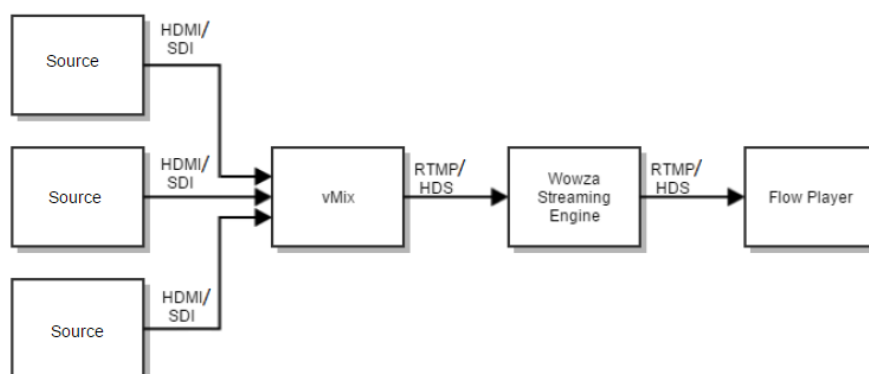 HDMI/
SDI
Source
HDMI/
SDI
Source
vMix
RTMP/
HDS
Wowza
Streaming
Engine
RTMP/
HDS
Flow Player
HDMI/
SDI
Source